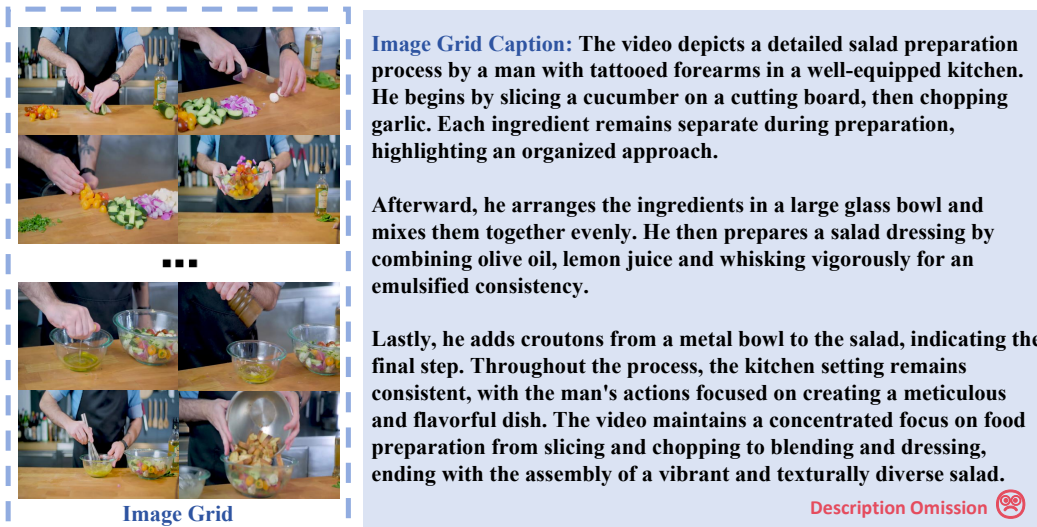 Image Grid Caption: The video depicts a detailed salad preparation
process by a man with tattooed forearms in a well-equipped kitchen.
He begins by slicing a cucumber on a cutting board, then chopping
garlic. Each ingredient remains separate during preparation,
highlighting an organized approach.
Afterward, he arranges the ingredients in a large glass bowl and
mixes them together evenly. He then prepares a salad dressing by
combining olive oil, lemon juice and whisking vigorously for an
emulsified consistency.
Lastly, he adds croutons from a metal bowl to the salad, indicating the
final step. Throughout the process, the kitchen setting remains
consistent, with the man's actions focused on creating a meticulous
and flavorful dish. The video maintains a concentrated focus on food
preparation from slicing and chopping to blending and dressing,
ending with the assembly of a vibrant and texturally diverse salad.
Description Omission
Image Grid